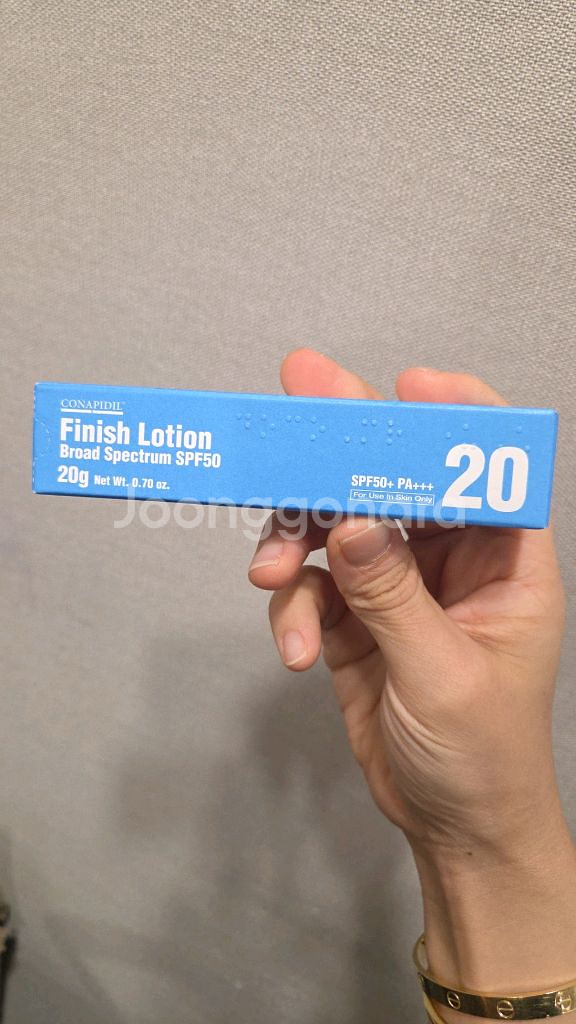 CONAPIDIL™
Finish Lotion
Broad Spectrum SPF50
20g Net Wt. 0.70 oz.
SPF50+ PA+++
For Use In Skin Only
20
Joonggonara